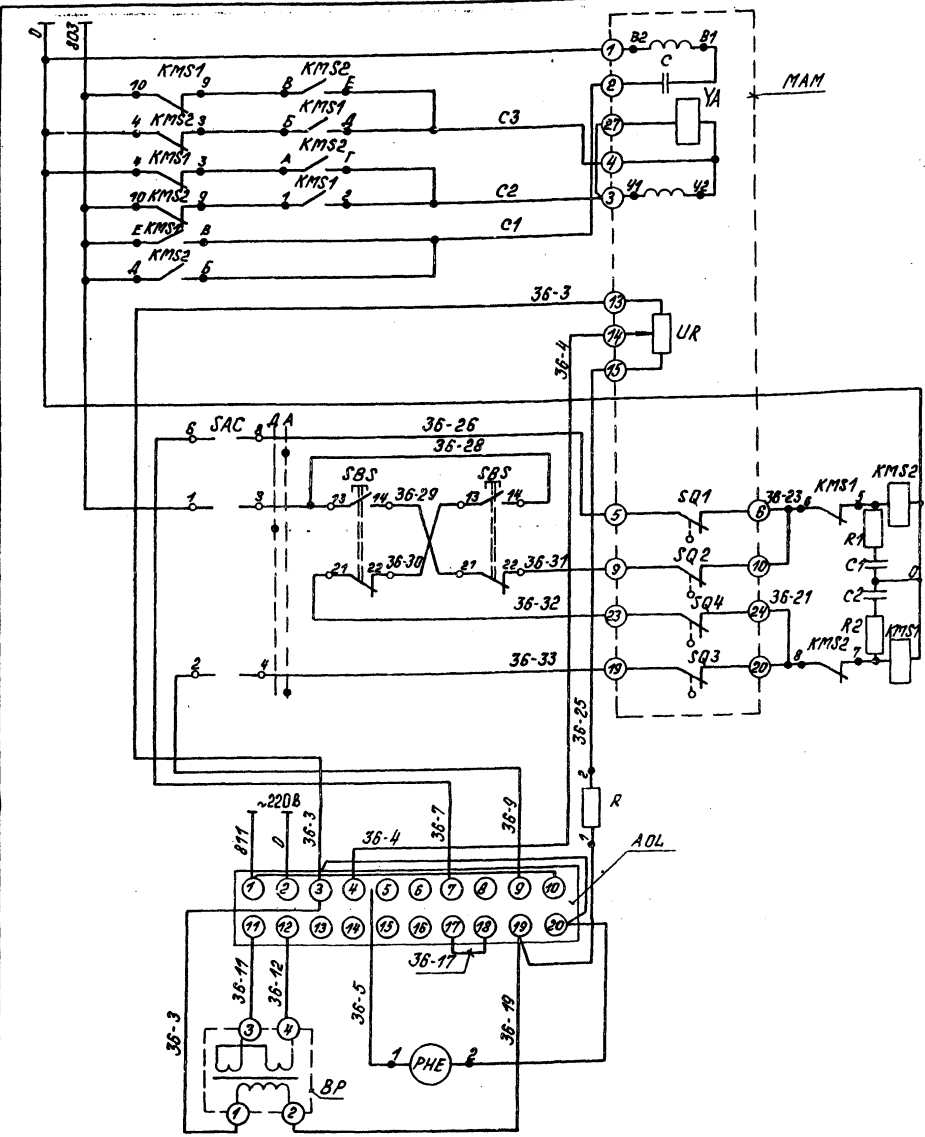 0
803
B2
B1
1
C
2
YA
MAM
10
KMS1
9
B
KMS2
E
4
KMS2
3
Б
KMS1
Д
C3
27
4
KMS1
3
A
KMS2
Г
4
10
KMS2
9
1
KMS1
2
C2
3
У1
У2
E
KMS1
B
C1
Д
KMS2
Б
36-3
13
36-4
14
UR
15
6
SAC
8
Д
A
36-26
36-28
1
3
13
SBS
14
36-29
13
SBS
14
5
SQ1
6
36-23
6
KMS1
5
KMS2
R1
C1
0
21
22
36-30
21
22
36-31
9
SQ2
10
C2
36-32
23
SQ4
24
36-21
R2
2
4
36-33
19
SQ3
20
8
KMS2
7
KMS1
36-25
2
R
1
811
~220В
0
36-3
36-4
36-7
36-9
AOL
1 2 3 4 5 6 7 8 9 10
11 12 13 14 15 16 17 18 19 20
36-17
36-3
36-11
36-12
36-5
36-19
3
4
1
PHE
2
BP
1
2